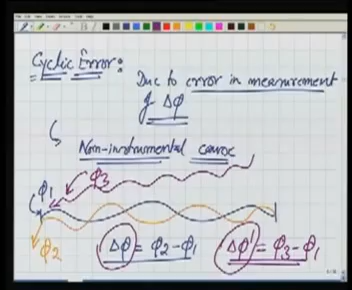 Cyclic Error:
Due to error in measurement
of Δφ
Non-instrumental cause
φ1
φ3
φ2
Δφ = φ2 - φ1
Δφ' = φ3 - φ1